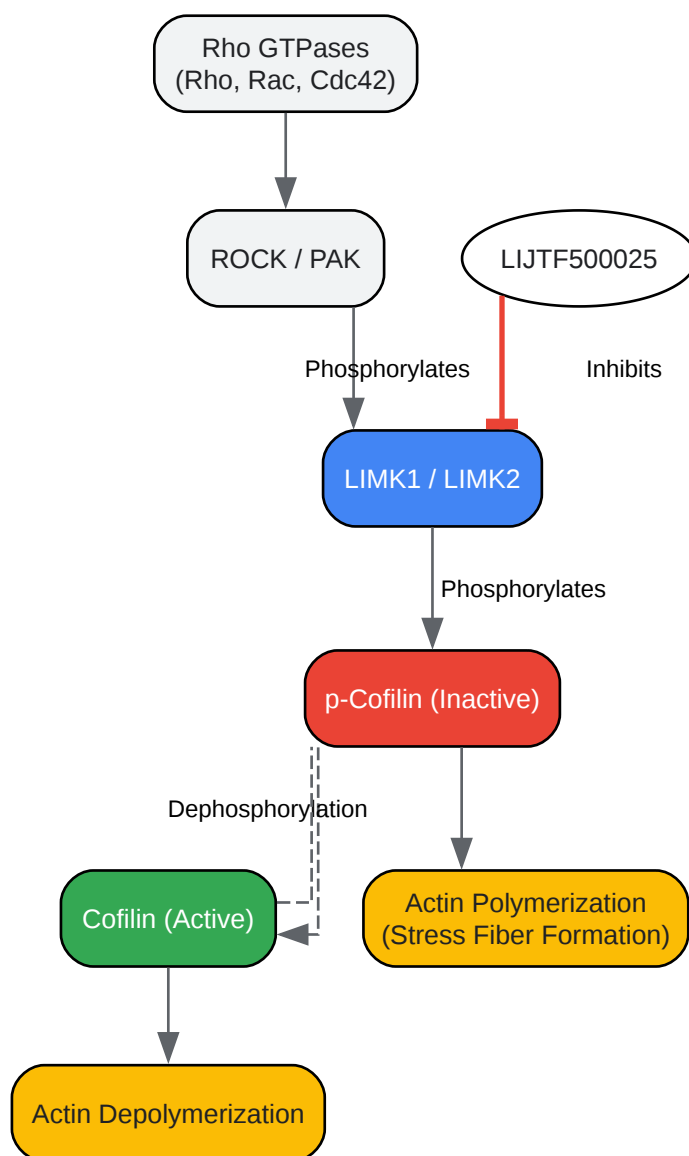 Rho GTPases
(Rho, Rac, Cdc42)
ROCK / PAK
LIJTF500025
Phosphorylates
Inhibits
LIMK1 / LIMK2
Phosphorylates
p-Cofilin (Inactive)
Dephosphorylation
Cofilin (Active)
Actin Polymerization
(Stress Fiber Formation)
Actin Depolymerization